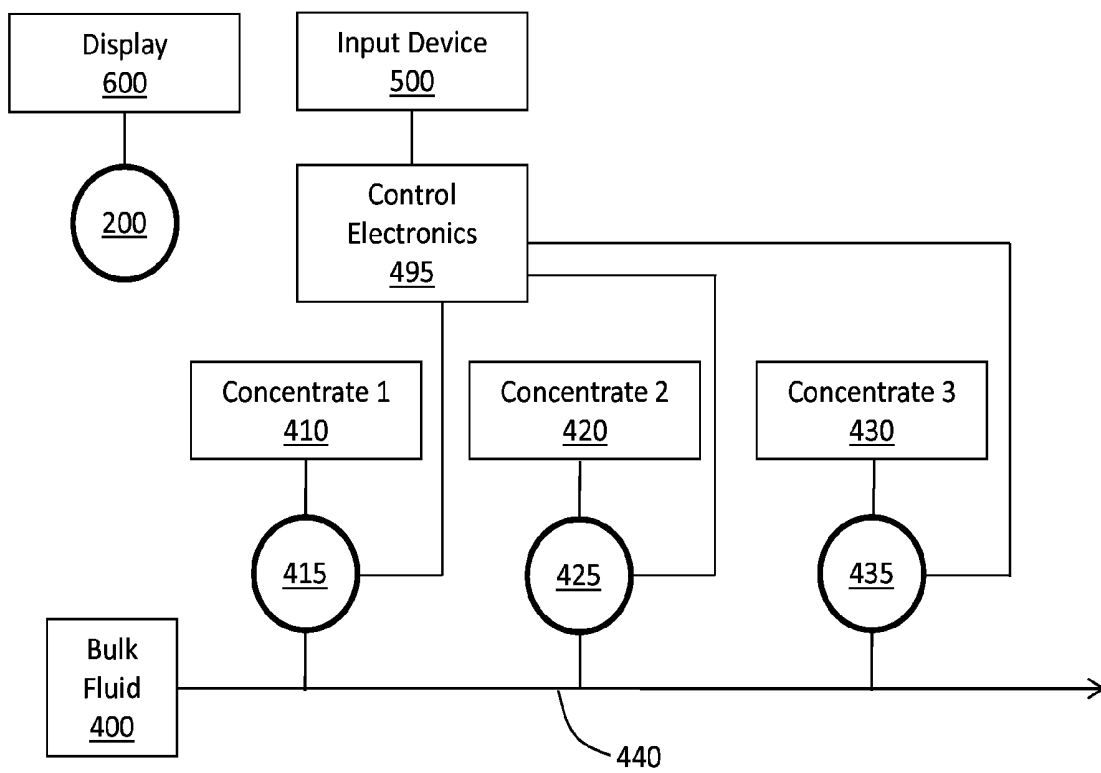 Display
600
Input Device
500
200
Control
Electronics
495
Concentrate 1
410
Concentrate 2
420
Concentrate 3
430
415
425
435
Bulk
Fluid
400
440